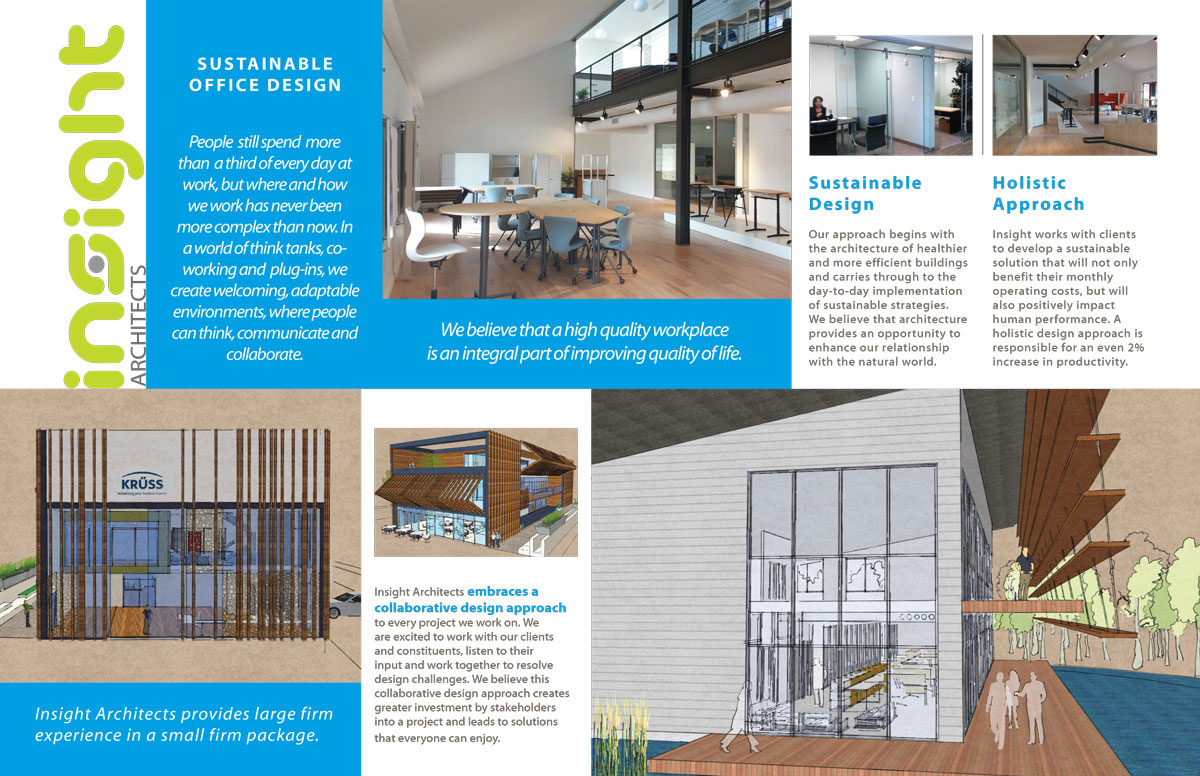 insight
ARCHITECTS
SUSTAINABLE
OFFICE DESIGN
People still spend more
than a third of every day at
work, but where and how
we work has never been
more complex than now. In
a world of think tanks, co-
working and plug-ins, we
create welcoming, adaptable
environments, where people
can think, communicate and
collaborate.
We believe that a high quality workplace
is an integral part of improving quality of life.
Sustainable
Design
Our approach begins with
the architecture of healthier
and more efficient buildings
and carries through to the
day-to-day implementation
of sustainable strategies.
We believe that architecture
provides an opportunity to
enhance our relationship
with the natural world.
Holistic
Approach
Insight works with clients
to develop a sustainable
solution that will not only
benefit their monthly
operating costs, but will
also positively impact
human performance. A
holistic design approach is
responsible for an even 2%
increase in productivity.
KRÜSS
Insight Architects provides large firm
experience in a small firm package.
Insight Architects embraces a
collaborative design approach
to every project we work on. We
are excited to work with our clients
and constituents, listen to their
input and work together to resolve
design challenges. We believe this
collaborative design approach creates
greater investment by stakeholders
into a project and leads to solutions
that everyone can enjoy.